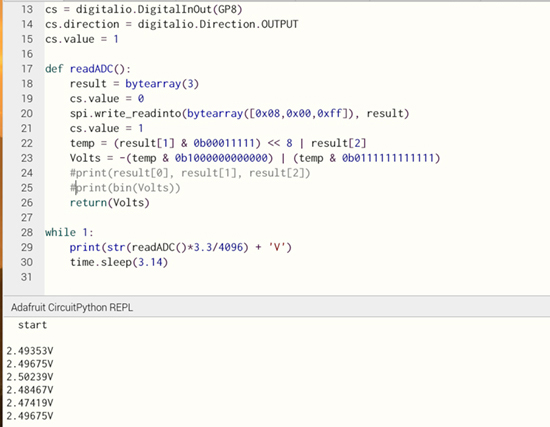 13 cs = digitalio.DigitalInOut(GP8)
14 cs.direction = digitalio.Direction.OUTPUT
15 cs.value = 1
16
17 def readADC():
18     result = bytearray(3)
19     cs.value = 0
20     spi.write_readinto(bytearray([0x08,0x00,0xff]), result)
21     cs.value = 1
22     temp = (result[1] & 0b00011111) << 8 | result[2]
23     Volts = -(temp & 0b1000000000000) | (temp & 0b0111111111111)
24     #print(result[0], result[1], result[2])
25     #print(bin(Volts))
26     return(Volts)
27
28 while 1:
29     print(str(readADC()*3.3/4096) + 'V')
30     time.sleep(3.14)
31
Adafruit CircuitPython REPL
start
2.49353V
2.49675V
2.50239V
2.48467V
2.47419V
2.49675V